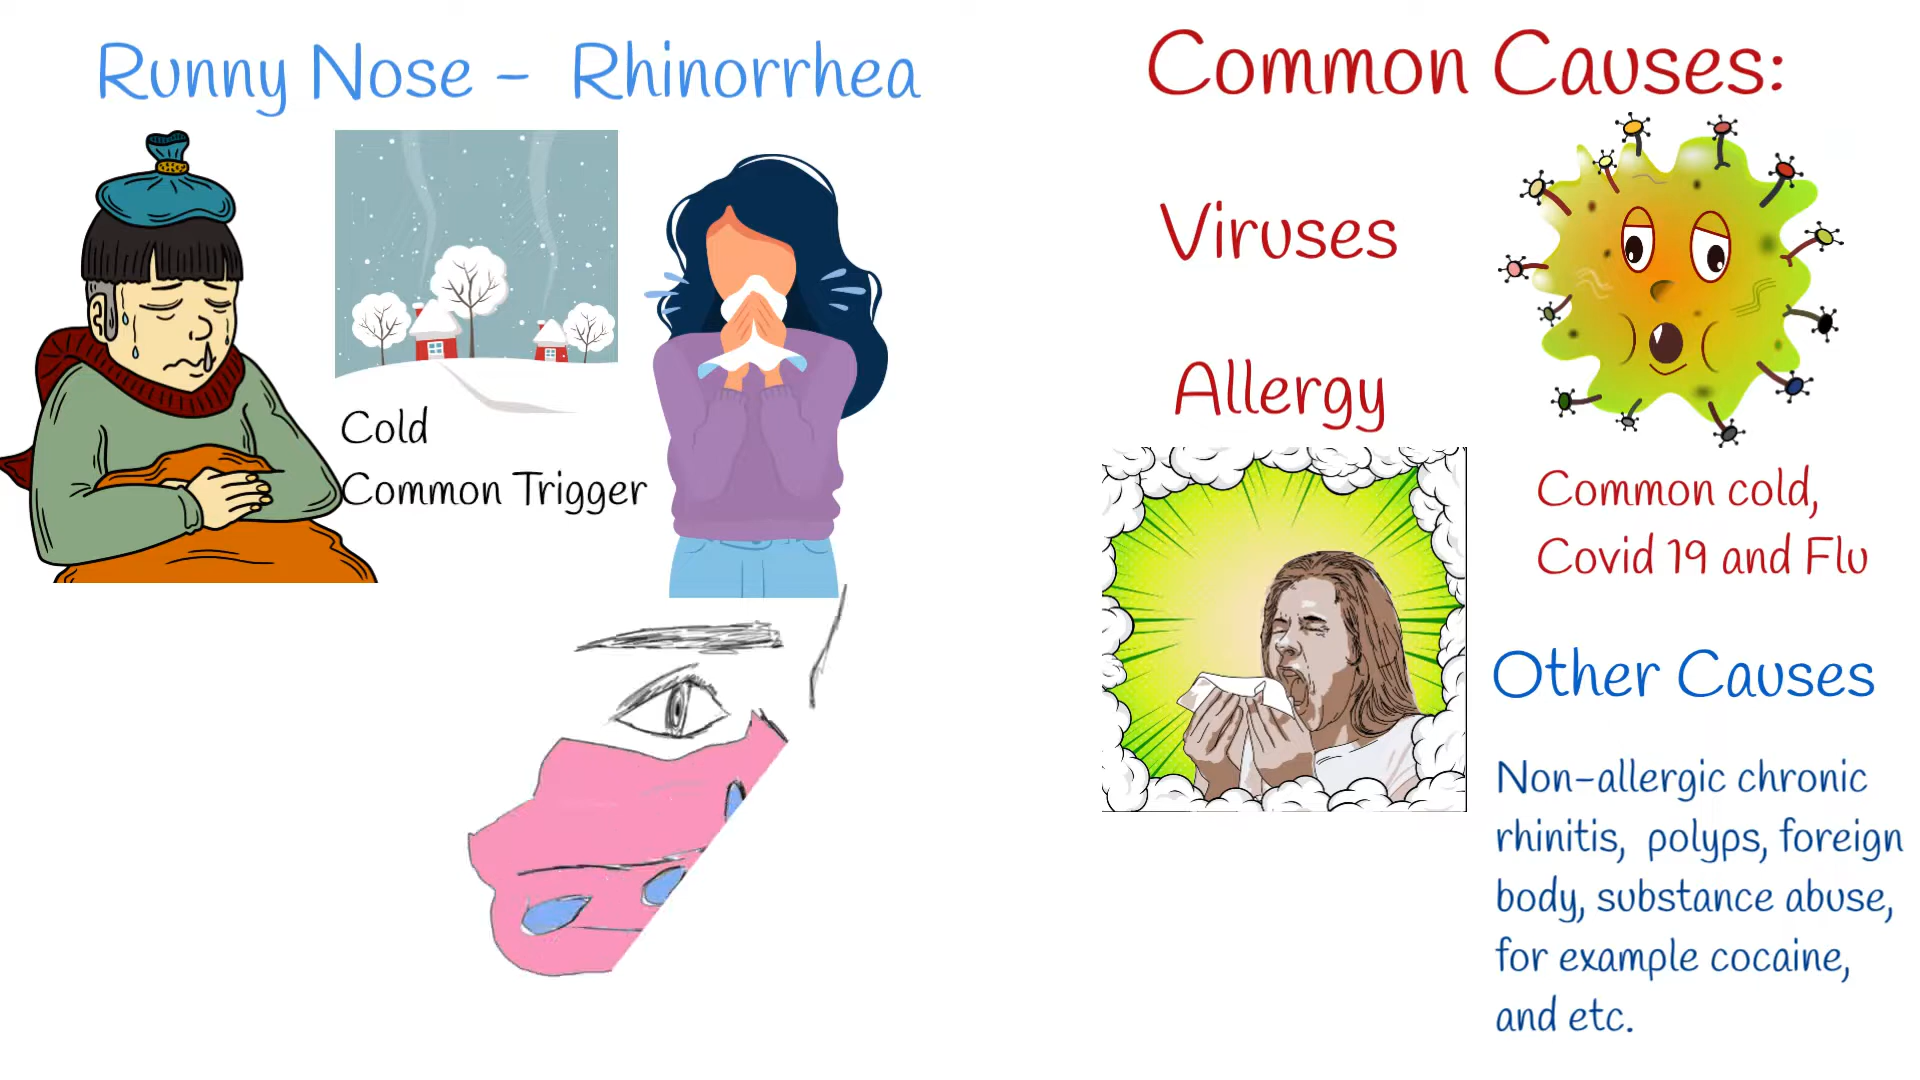 Runny Nose - Rhinorrhea
Cold
Common Trigger
Common Causes:
Viruses
Allergy
Common cold,
Covid 19 and Flu
Other Causes
Non-allergic chronic
rhinitis, polyps, foreign
body, substance abuse,
for example cocaine,
and etc.